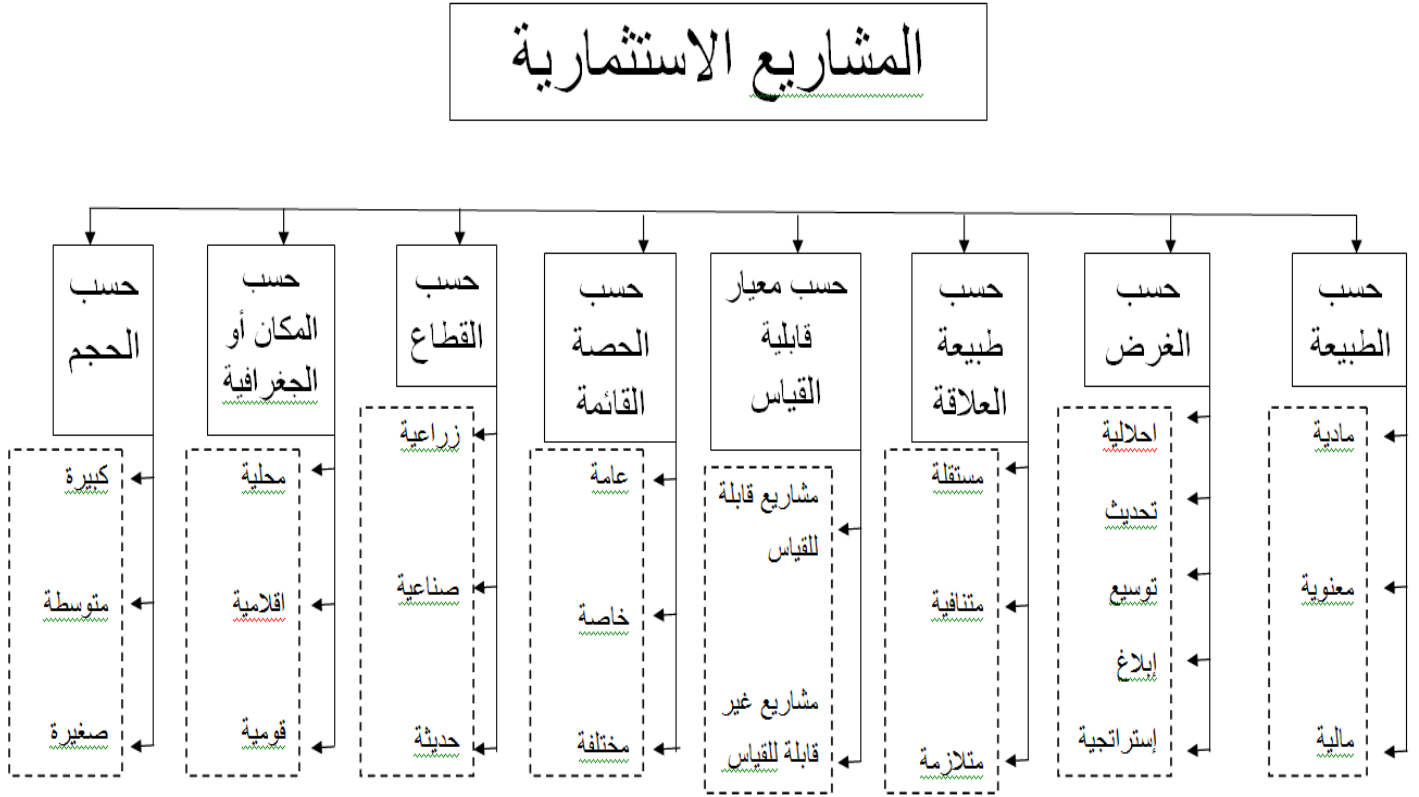 المشاريع الاستثمارية
حسب
الطبيعة
مادية
معنوية
مالية
حسب
الغرض
احلالية
تحديث
توسيع
إبلاغ
إستراتجية
حسب
طبيعة
العلاقة
مستقلة
متنافية
متلازمة
حسب معيار
قابلية
القياس
مشاريع قابلة
للقياس
مشاريع غير
قابلة للقياس
حسب
الحصة
القائمة
عامة
خاصة
مختلفة
حسب
القطاع
زراعية
صناعية
حديثة
حسب
المكان أو
الجغرافية
محلية
اقلامية
قومية
حسب
الحجم
كبيرة
متوسطة
صغيرة